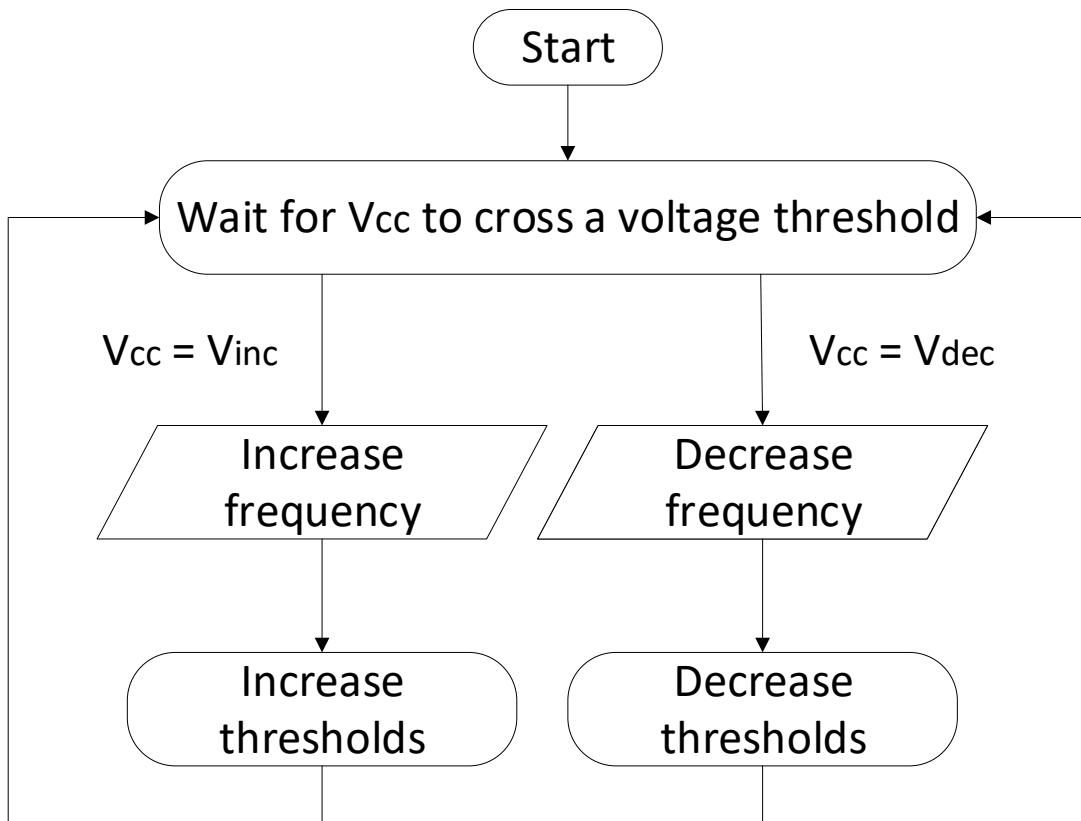 Start
Wait for Vcc to cross a voltage threshold
Vcc = Vinc
Vcc = Vdec
Increase
frequency
Decrease
frequency
Increase
thresholds
Decrease
thresholds